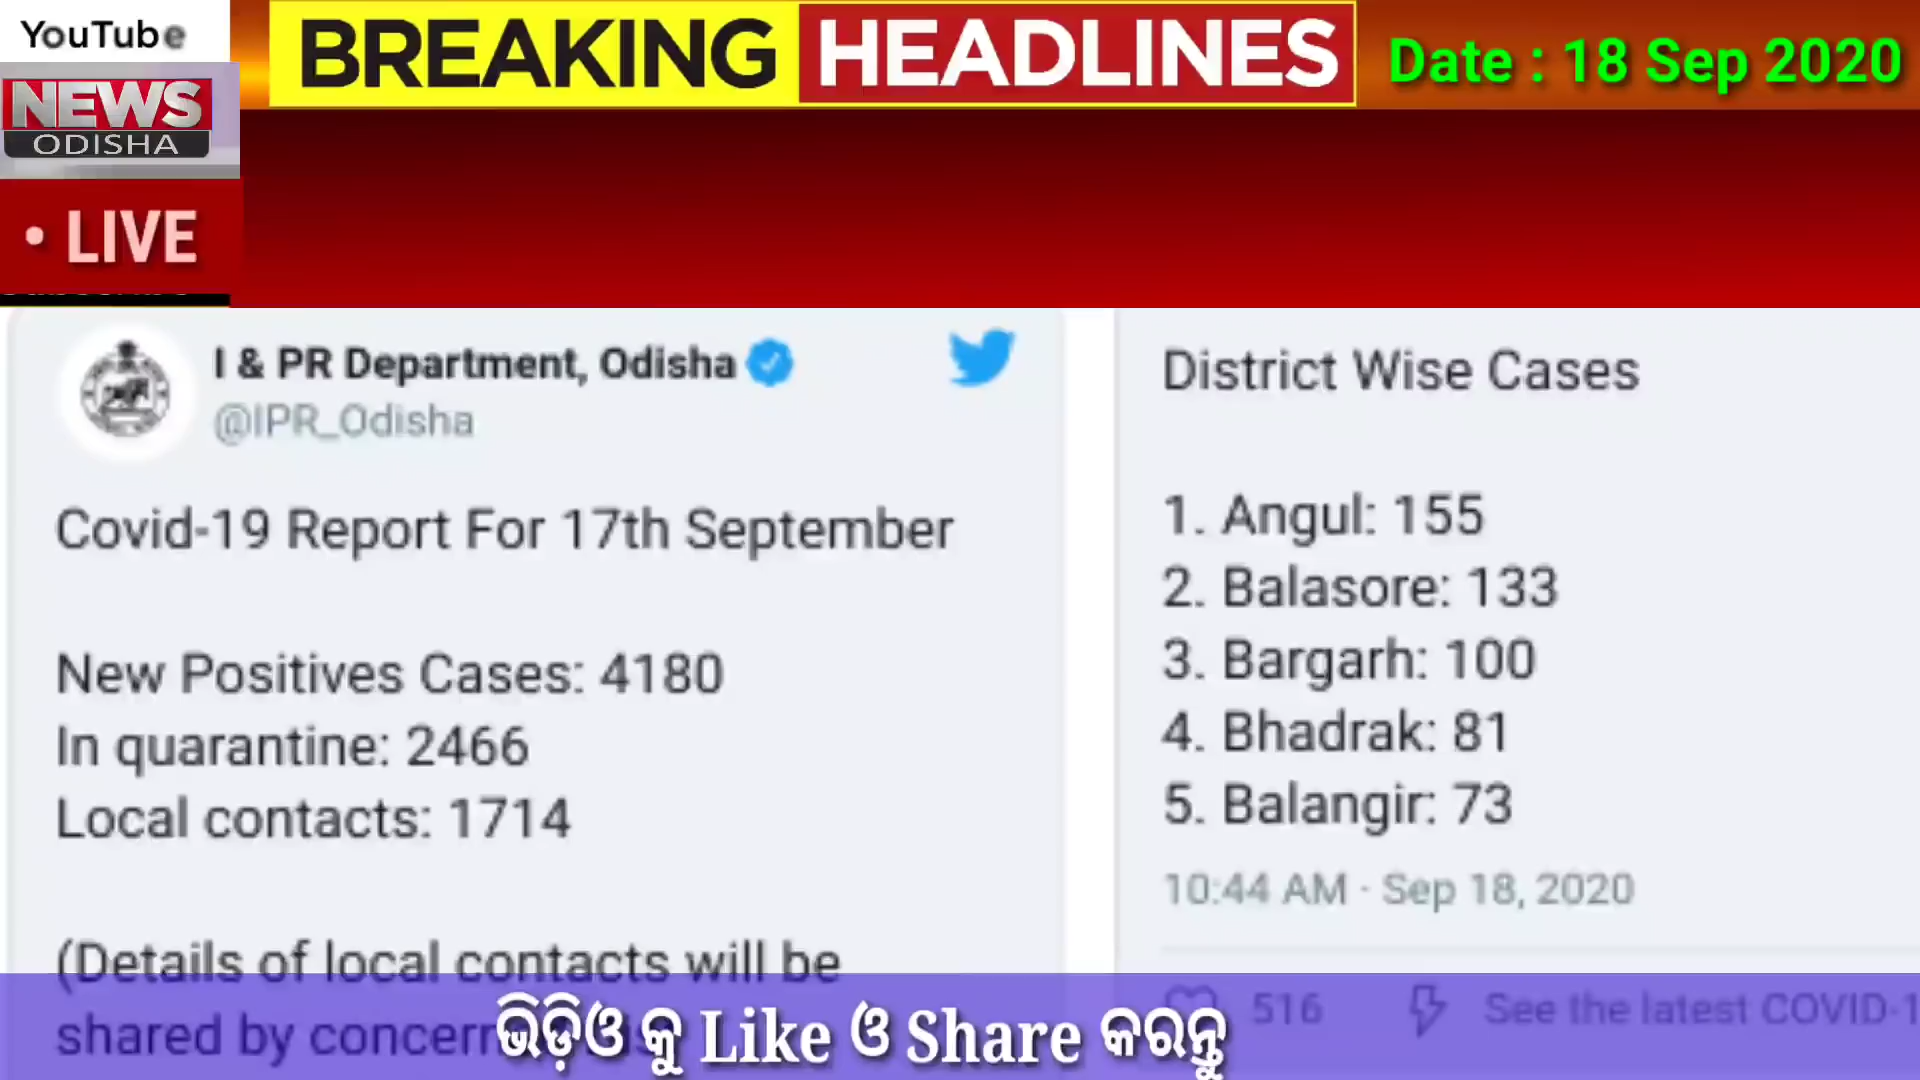 YouTube
BREAKING HEADLINES
Date : 18 Sep 2020
NEWS
ODISHA
• LIVE
I & PR Department, Odisha
@IPR_Odisha
Covid-19 Report For 17th September
New Positives Cases: 4180
In quarantine: 2466
Local contacts: 1714
(Details of local contacts will be
shared by
District Wise Cases
1. Angul: 155
2. Balasore: 133
3. Bargarh: 100
4. Bhadrak: 81
5. Balangir: 73
10:44 AM · Sep 18, 2020
516
See the latest COVID-1
ଭିଡ଼ିଓ କୁ Like ଓ Share କରନ୍ତୁ